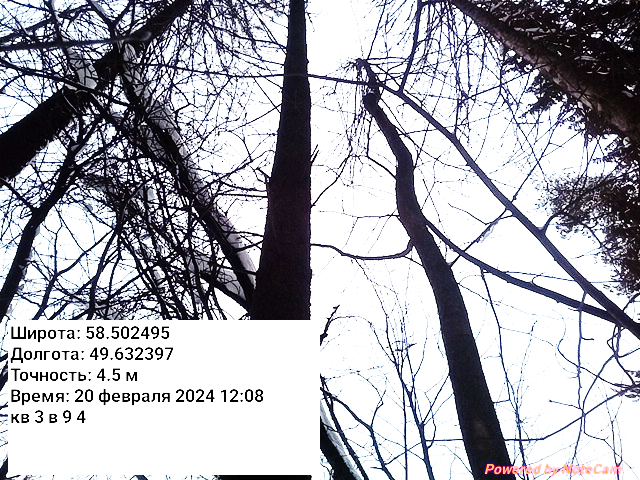 Широта: 58.502495
Долгота: 49.632397
Точность: 4.5 м
Время: 20 февраля 2024 12:08
кв 3 в 9 4
Powered by NoteCam